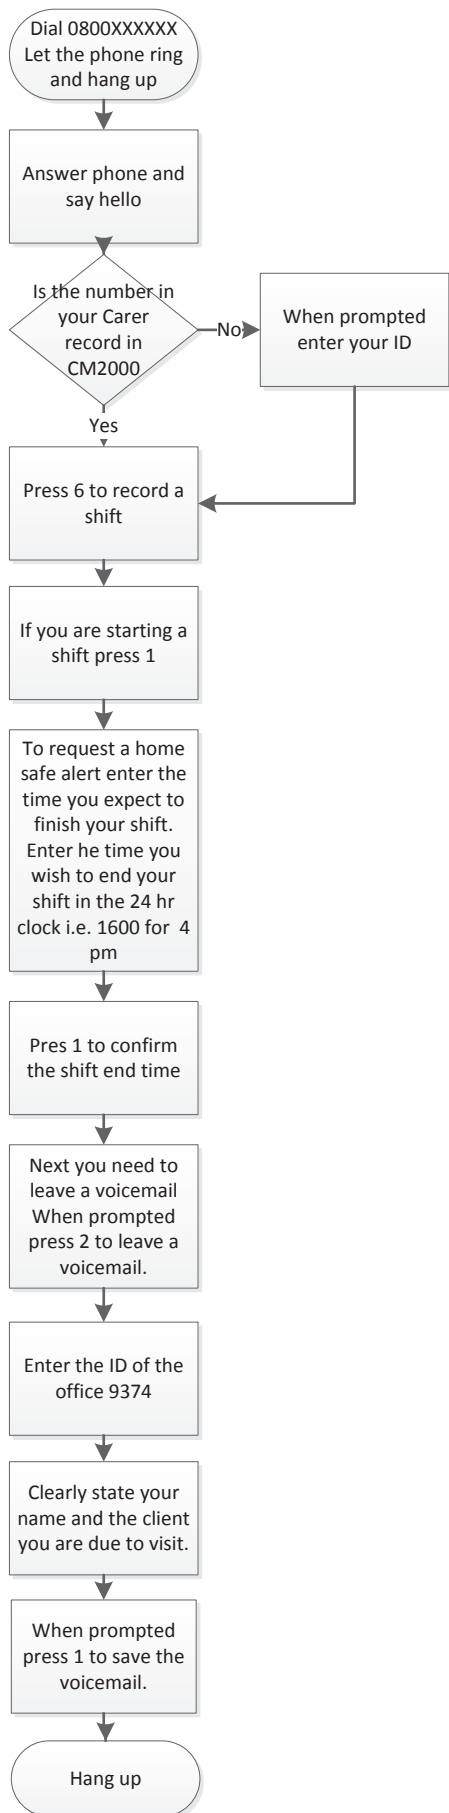 Dial 0800XXXXXX
Let the phone ring
and hang up
Answer phone and
say hello
Is the number in
your Carer
record in
CM2000
No
When prompted
enter your ID
Yes
Press 6 to record a
shift
If you are starting a
shift press 1
To request a home
safe alert enter the
time you expect to
finish your shift.
Enter he time you
wish to end your
shift in the 24 hr
clock i.e. 1600 for 4
pm
Pres 1 to confirm
the shift end time
Next you need to
leave a voicemail
When prompted
press 2 to leave a
voicemail.
Enter the ID of the
office 9374
Clearly state your
name and the client
you are due to visit.
When prompted
press 1 to save the
voicemail.
Hang up